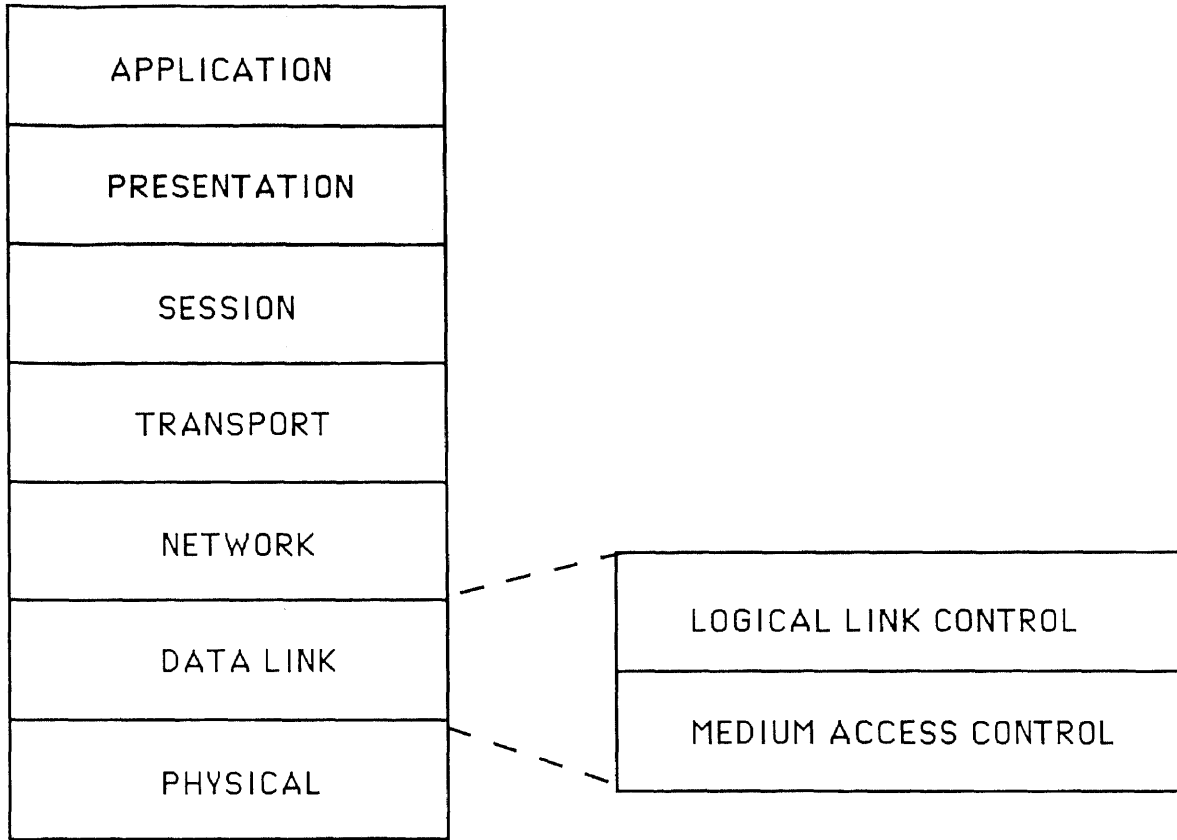 APPLICATION
PRESENTATION
SESSION
TRANSPORT
NETWORK
DATA LINK
PHYSICAL
LOGICAL LINK CONTROL
MEDIUM ACCESS CONTROL